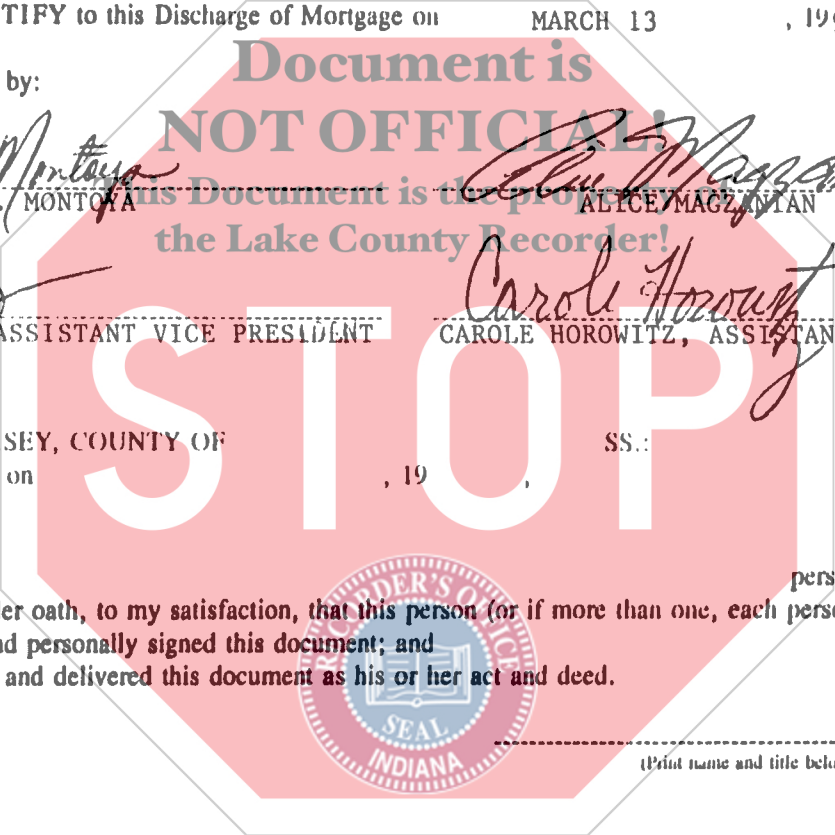 TIFY to this Discharge of Mortgage on MARCH 13 , 19
Document is
by:
NOT OFFICIAL!
Montoya Alice Magzanian
This Document is the property of
MONTOYA ALICE MAGZANIAN
the Lake County Recorder!
Carole Horowitz
ASSISTANT VICE PRESIDENT CAROLE HOROWITZ, ASSISTAN
STOP
SEY, COUNTY OF SS.:
on , 19 ,
pers
er oath, to my satisfaction, that this person (or if more than one, each perso
nd personally signed this document; and
and delivered this document as his or her act and deed.
RECORDER'S OFFICE
SEAL
INDIANA
(Print name and title belo